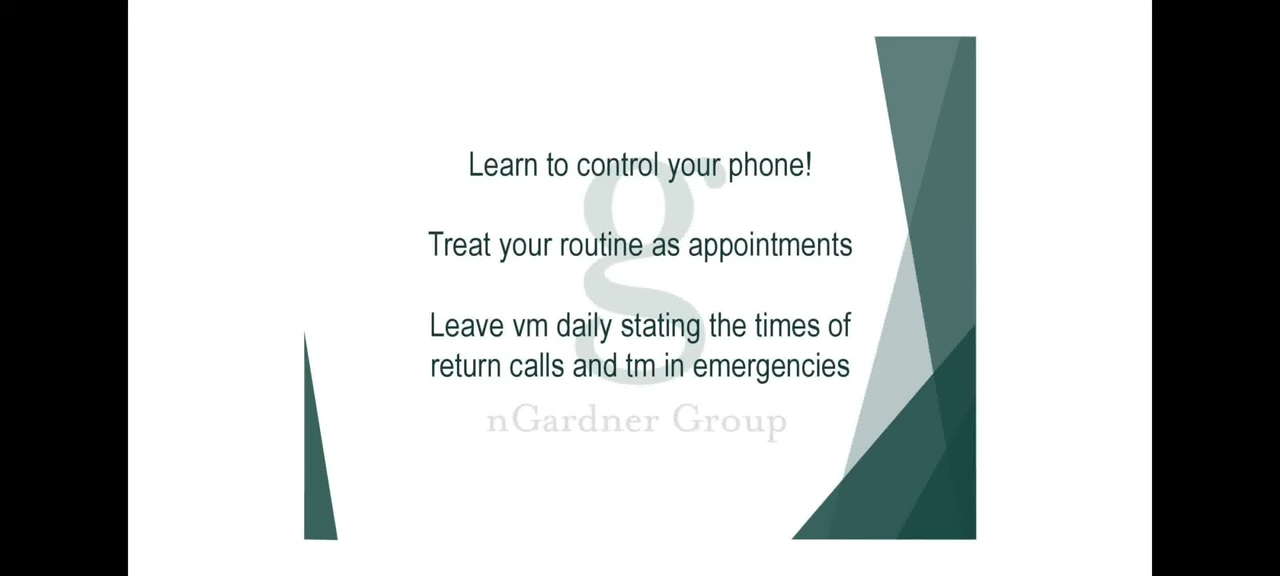 Learn to control your phone!
Treat your routine as appointments
Leave vm daily stating the times of
return calls and tm in emergencies
g
nGardner Group